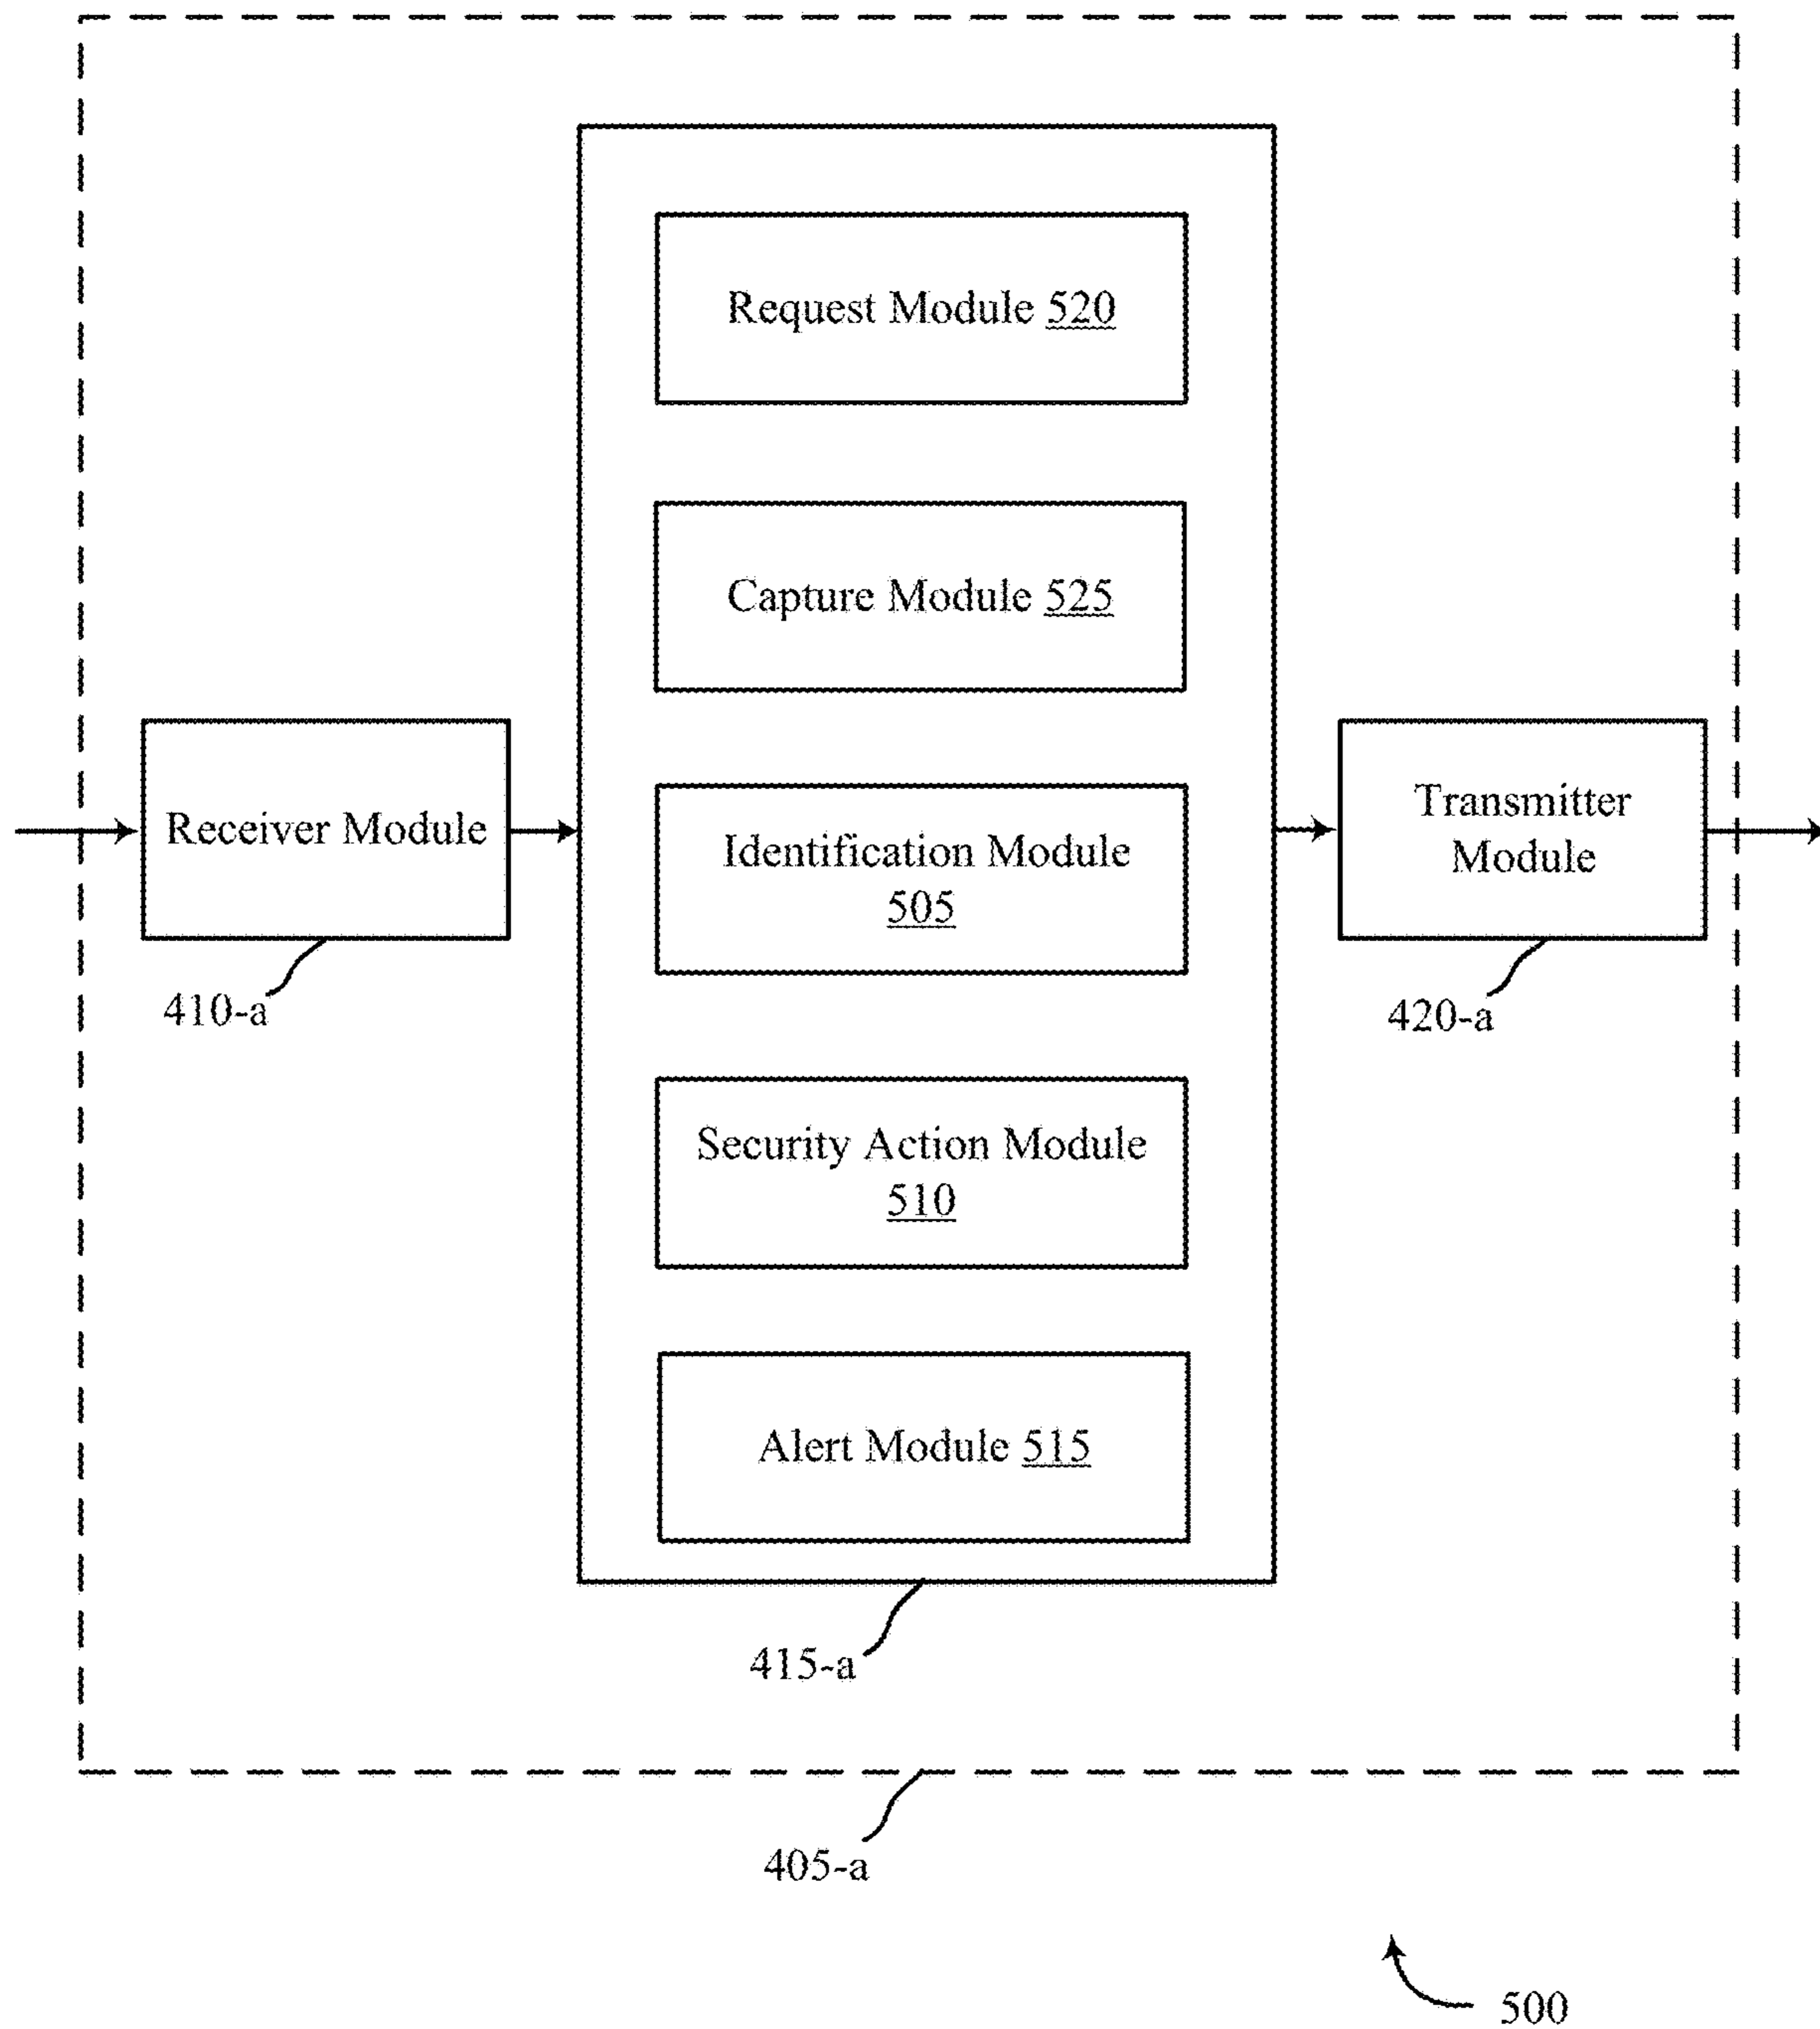 Request Module 520
Capture Module 525
Receiver Module
Identification Module
505
Transmitter
Module
410-a
420-a
Security Action Module
510
Alert Module 515
415-a
405-a
500